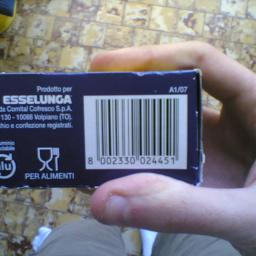 Prodotto per
ESSELUNGA
da Comital Cofresco S.p.A.
130 - 10088 Volpiano (TO).
chio e confezione registrati.
A1/07
8 002330 024451
alu
PER ALIMENTI